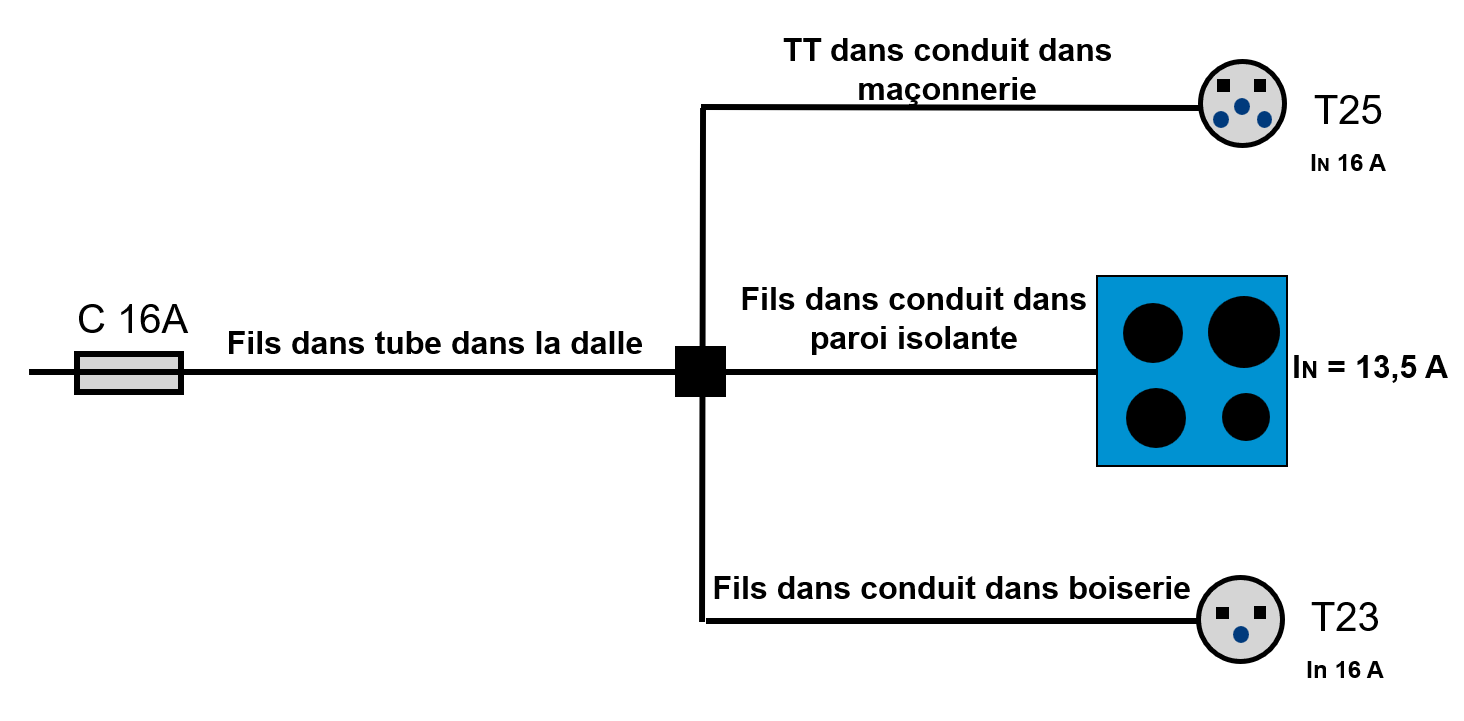 TT dans conduit dans
maçonnerie
T25
IN 16 A
C 16A
Fils dans tube dans la dalle
Fils dans conduit dans
paroi isolante
IN = 13,5 A
Fils dans conduit dans boiserie
T23
In 16 A